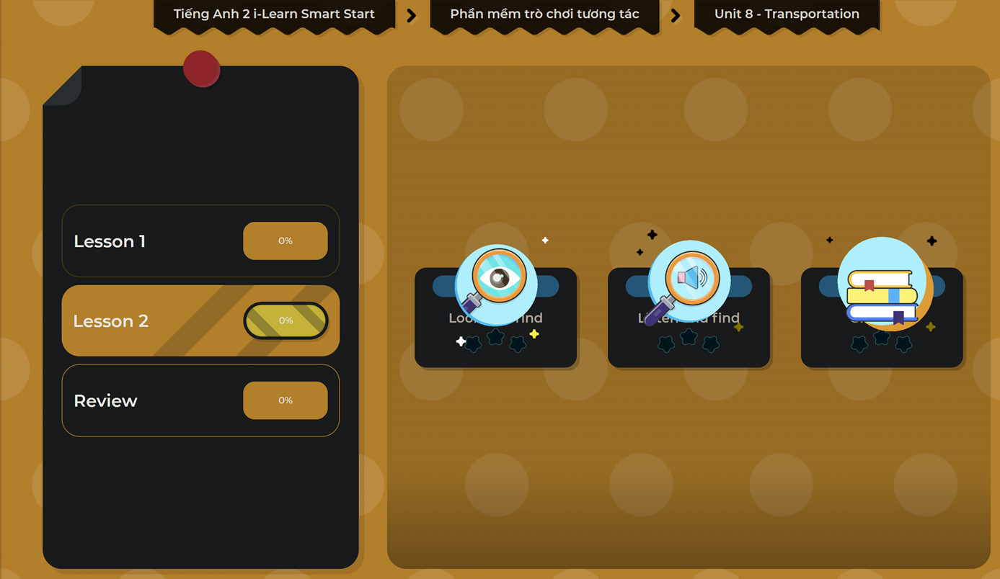 Tiếng Anh 2 i-Learn Smart Start
Phần mềm trò chơi tương tác
Unit 8 - Transportation
Lesson 1
0%
Lesson 2
0%
Review
0%
find
find